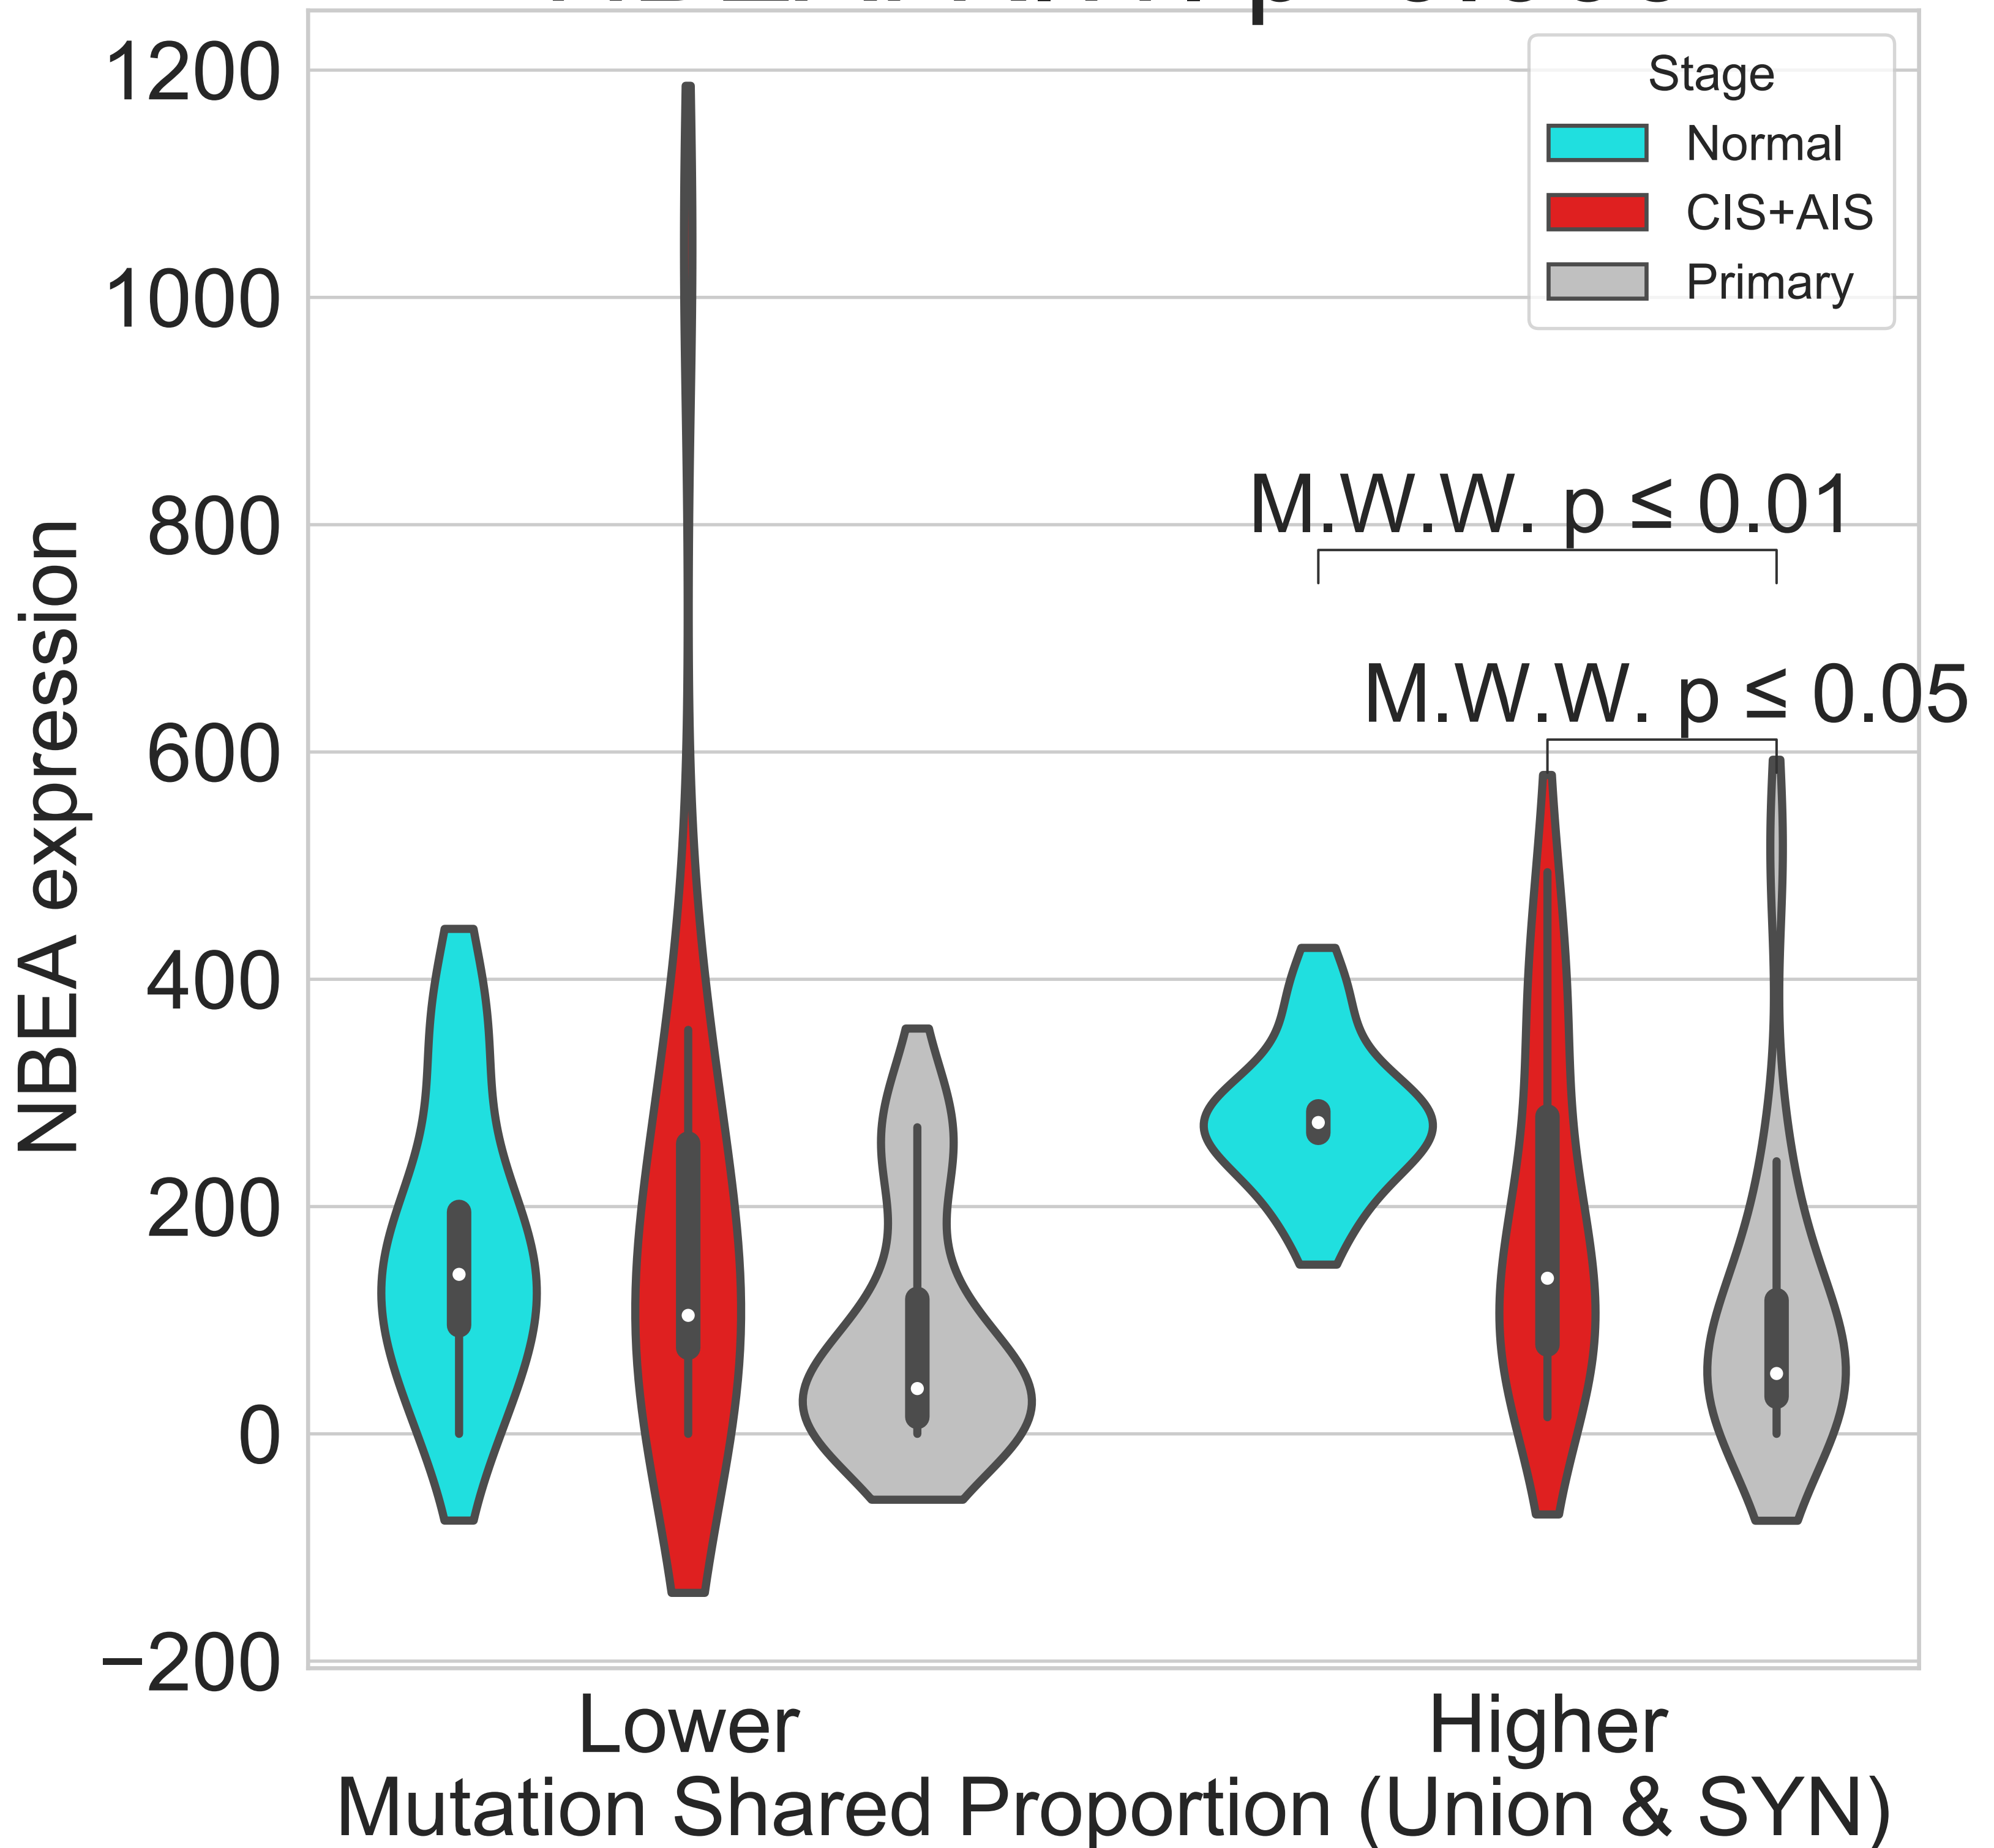 1200
1000
800
600
400
200
0
−200
NBEA expression
Stage
Normal
CIS+AIS
Primary
M.W.W. p ≤ 0.01
M.W.W. p ≤ 0.05
Lower
Higher
Mutation Shared Proportion (Union & SYN)